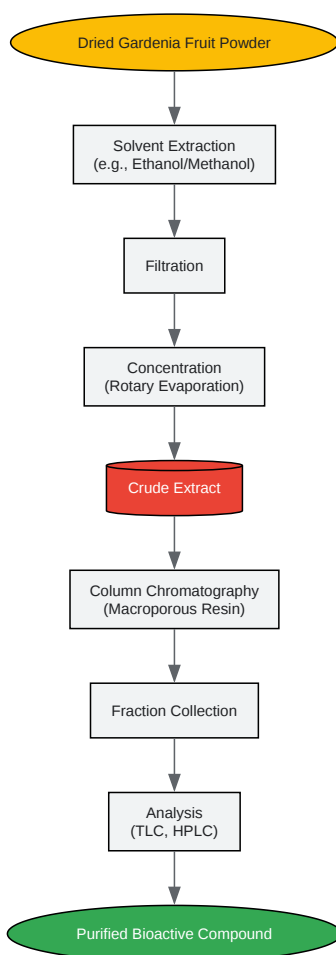 Dried Gardenia Fruit Powder
Solvent Extraction
(e.g., Ethanol/Methanol)
Filtration
Concentration
(Rotary Evaporation)
Crude Extract
Column Chromatography
(Macroporous Resin)
Fraction Collection
Analysis
(TLC, HPLC)
Purified Bioactive Compound